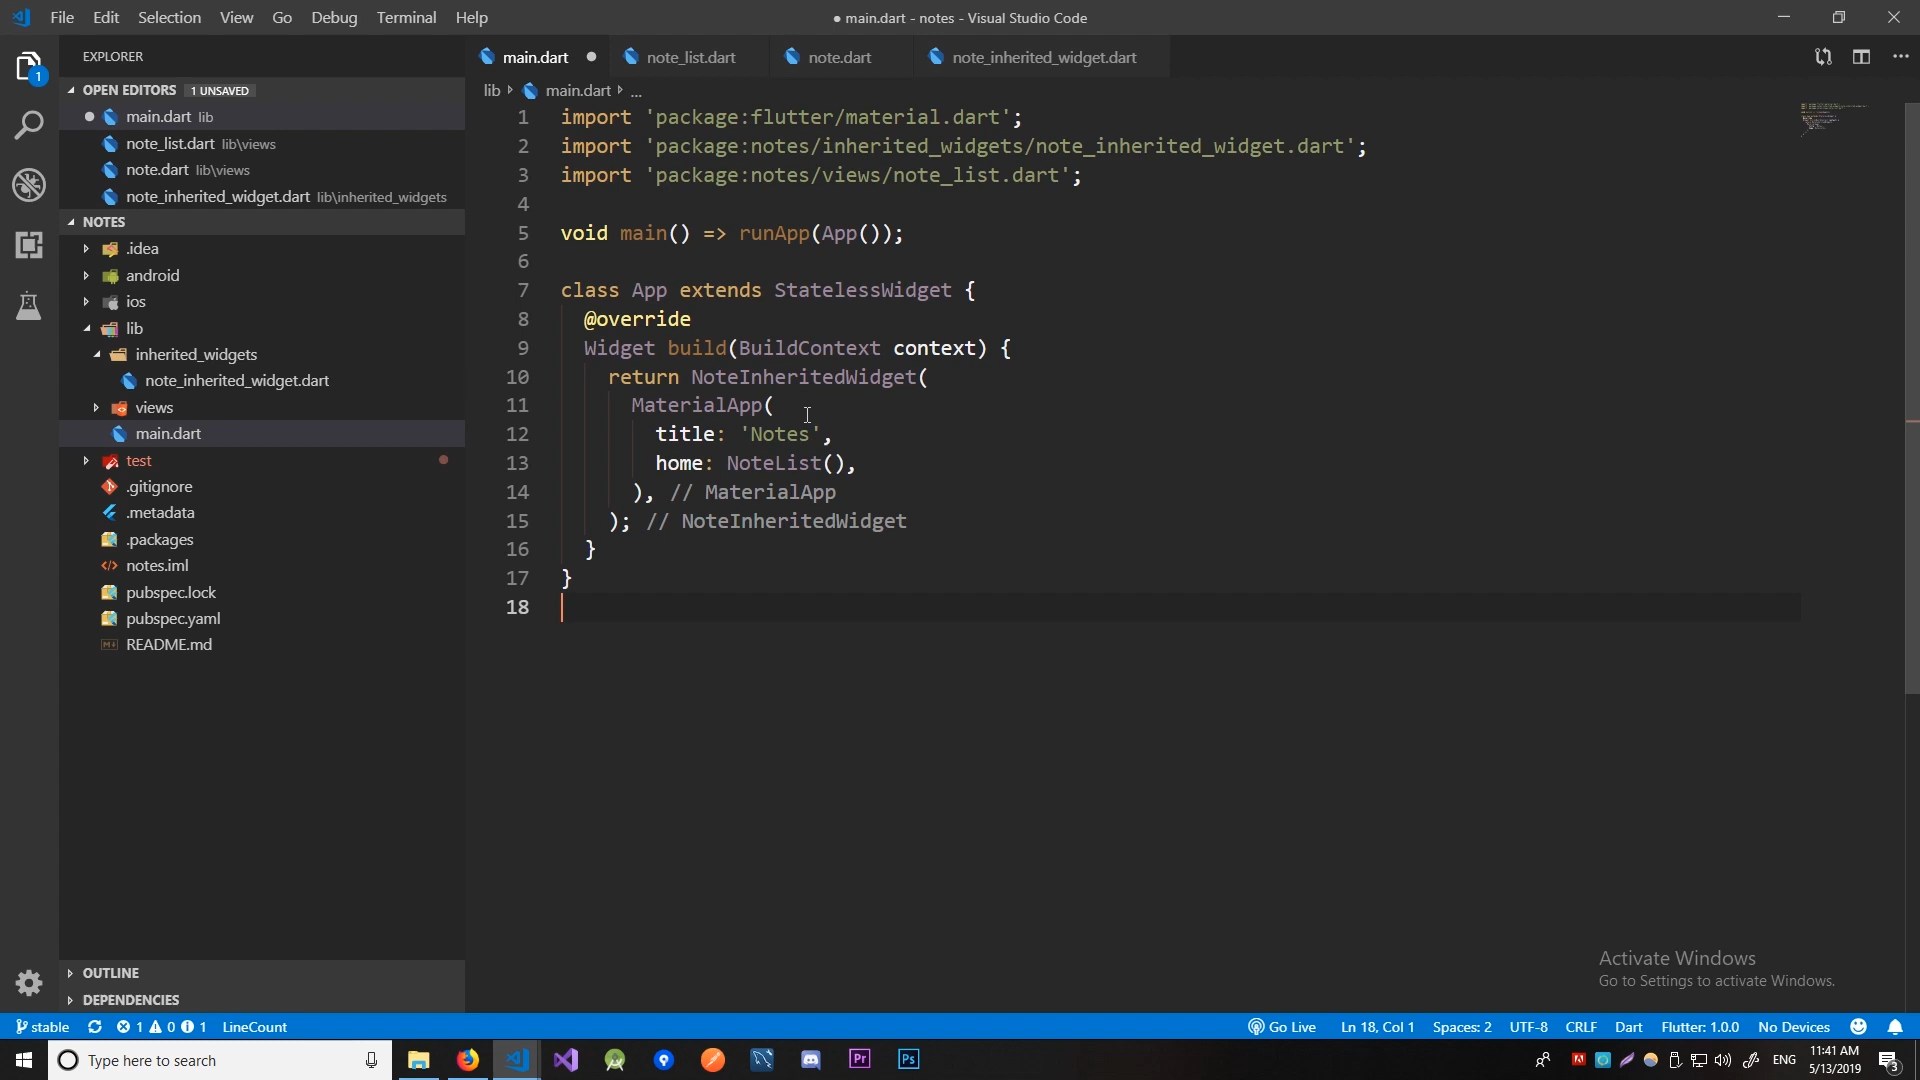 File Edit Selection View Go Debug Terminal Help
● main.dart - notes - Visual Studio Code
EXPLORER
OPEN EDITORS 1 UNSAVED
main.dart lib
note_list.dart lib\views
note.dart lib\views
note_inherited_widget.dart lib\inherited_widgets
NOTES
.idea
android
ios
lib
inherited_widgets
note_inherited_widget.dart
views
main.dart
test
.gitignore
.metadata
.packages
notes.iml
pubspec.lock
pubspec.yaml
README.md
OUTLINE
DEPENDENCIES
1
main.dart note_list.dart note.dart note_inherited_widget.dart
lib main.dart ...
1 import 'package:flutter/material.dart';
2 import 'package:notes/inherited_widgets/note_inherited_widget.dart';
3 import 'package:notes/views/note_list.dart';
4
5 void main() => runApp(App());
6
7 class App extends StatelessWidget {
8 @override
9 Widget build(BuildContext context) {
10 return NoteInheritedWidget(
11 MaterialApp(
12 title: 'Notes',
13 home: NoteList(),
14 ), // MaterialApp
15 ); // NoteInheritedWidget
16 }
17 }
18
Activate Windows
Go to Settings to activate Windows.
stable 1 0 1 LineCount Go Live Ln 18, Col 1 Spaces: 2 UTF-8 CRLF Dart Flutter: 1.0.0 No Devices
Type here to search
Pr Ps
ENG
11:41 AM
5/13/2019
3